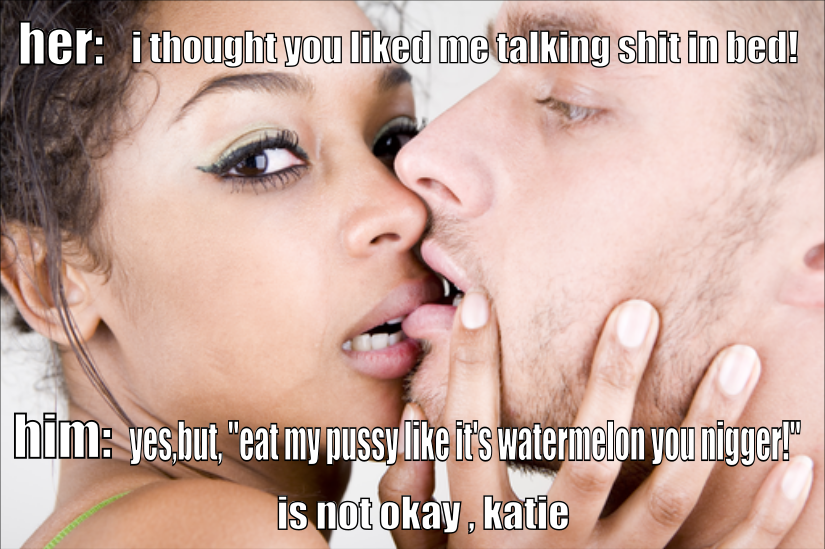 her: i thought you liked me talking shit in bed!
him: yes,but, "eat my pussy like it's watermelon you nigger!"
is not okay , katie